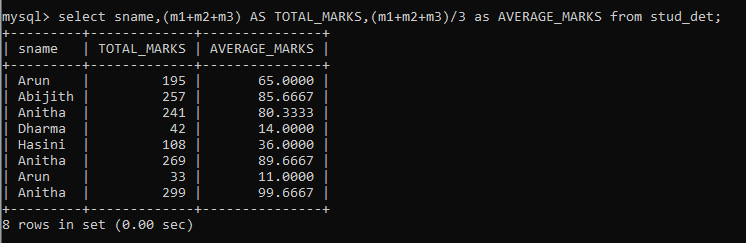 mysql> select sname,(m1+m2+m3) AS TOTAL_MARKS,(m1+m2+m3)/3 as AVERAGE_MARKS from stud_det;
+----------+-------------+---------------+
| sname    | TOTAL_MARKS | AVERAGE_MARKS |
+----------+-------------+---------------+
| Arun     |         195 |       65.0000 |
| Abijith  |         257 |       85.6667 |
| Anitha   |         241 |       80.3333 |
| Dharma   |          42 |       14.0000 |
| Hasini   |         108 |       36.0000 |
| Anitha   |         269 |       89.6667 |
| Arun     |          33 |       11.0000 |
| Anitha   |         299 |       99.6667 |
+----------+-------------+---------------+
8 rows in set (0.00 sec)